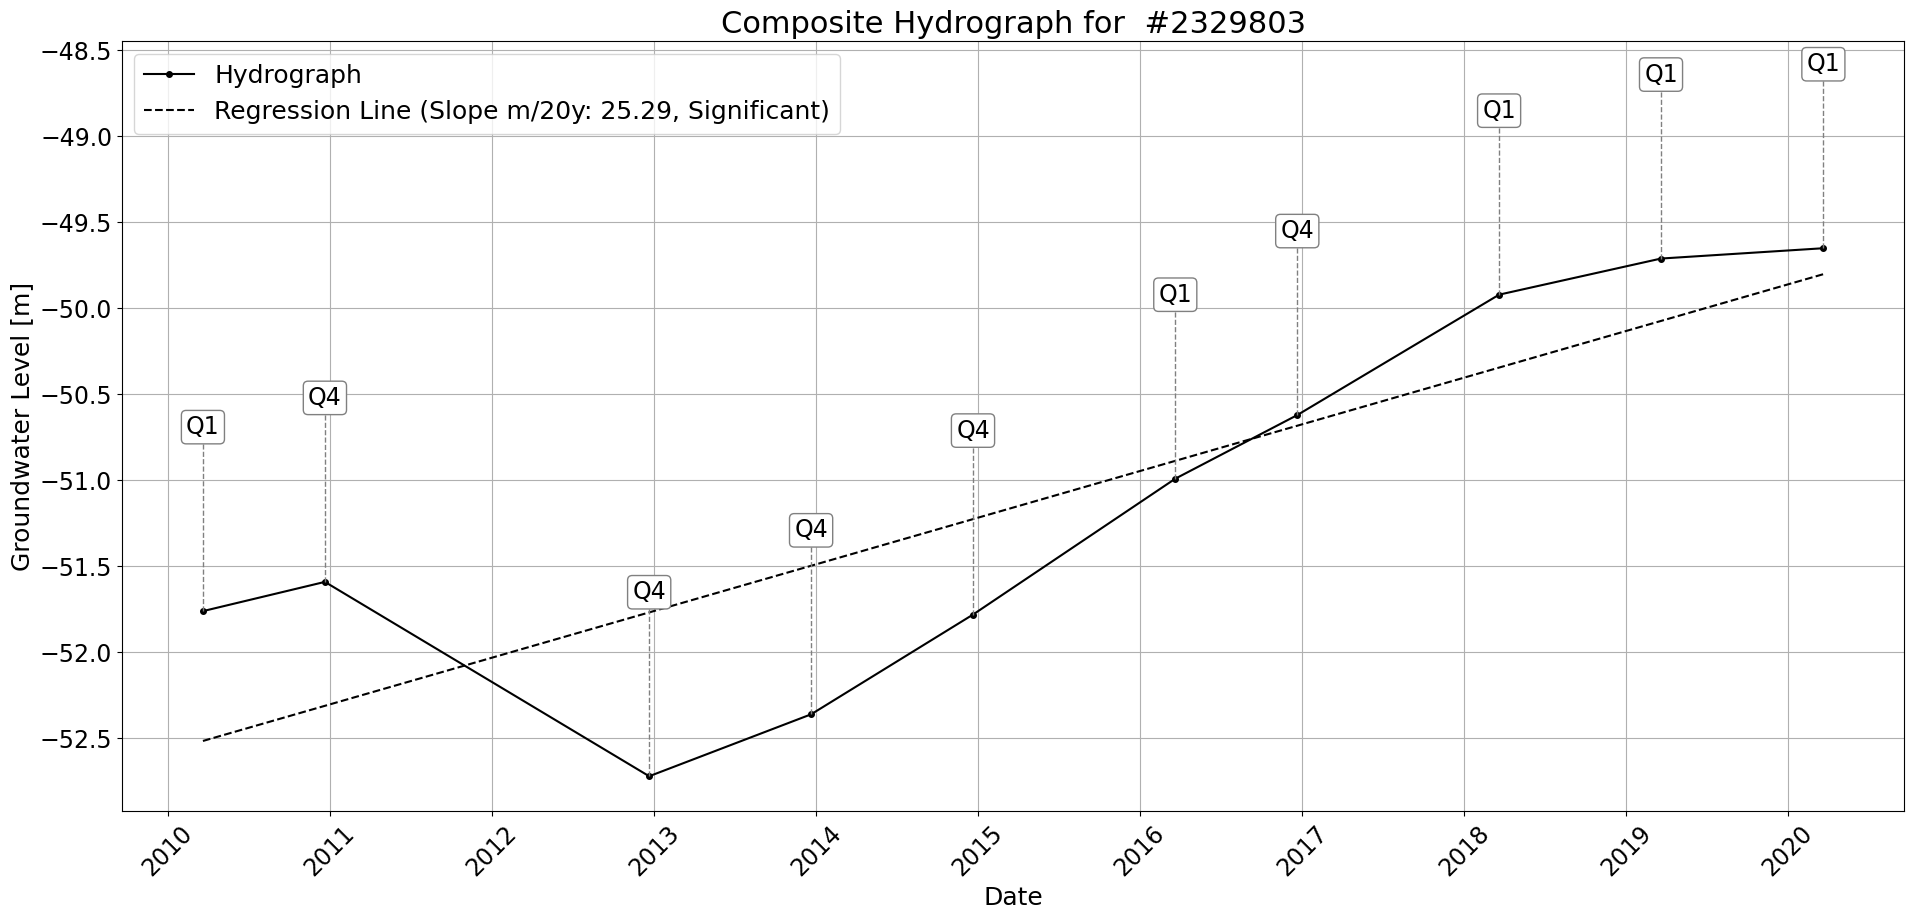 Composite Hydrograph for  #2329803
Hydrograph
Regression Line (Slope m/20y: 25.29, Significant)
Groundwater Level [m]
−48.5
−49.0
−49.5
−50.0
−50.5
−51.0
−51.5
−52.0
−52.5
Q1
Q4
Q4
Q4
Q4
Q1
Q4
Q1
Q1
Q1
2010
2011
2012
2013
2014
2015
2016
2017
2018
2019
2020
Date